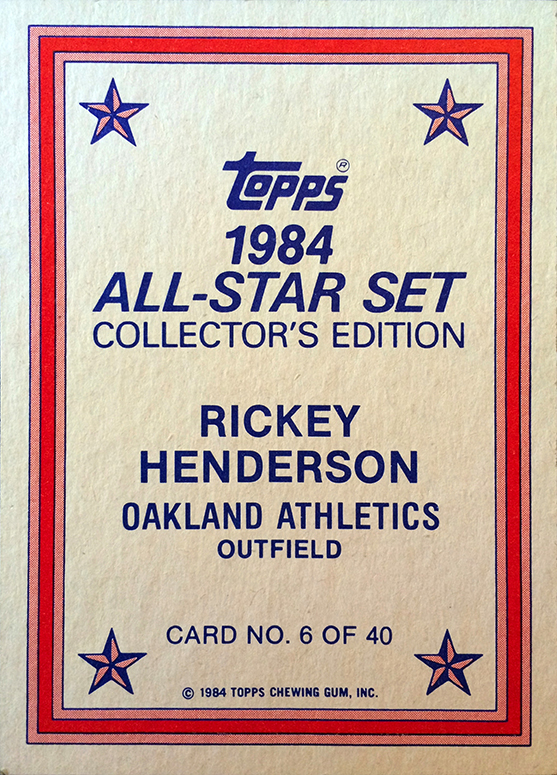 Topps®
1984
ALL-STAR SET
COLLECTOR'S EDITION
RICKEY
HENDERSON
OAKLAND ATHLETICS
OUTFIELD
CARD NO. 6 OF 40
© 1984 TOPPS CHEWING GUM, INC.